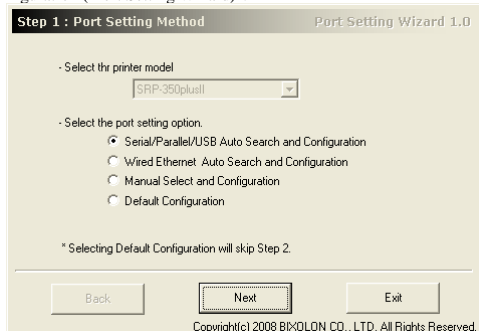 Step 1 : Port Setting Method
Port Setting Wizard 1.0
- Select thr printer model
SRP-350plusII
- Select the port setting option.
Serial/Parallel/USB Auto Search and Configuration
Wired Ethernet Auto Search and Configuration
Manual Select and Configuration
Default Configuration
* Selecting Default Configuration will skip Step 2.
Back
Next
Exit
Copyright(c) 2008 BIXOLON CO., LTD. All Rights Reserved.